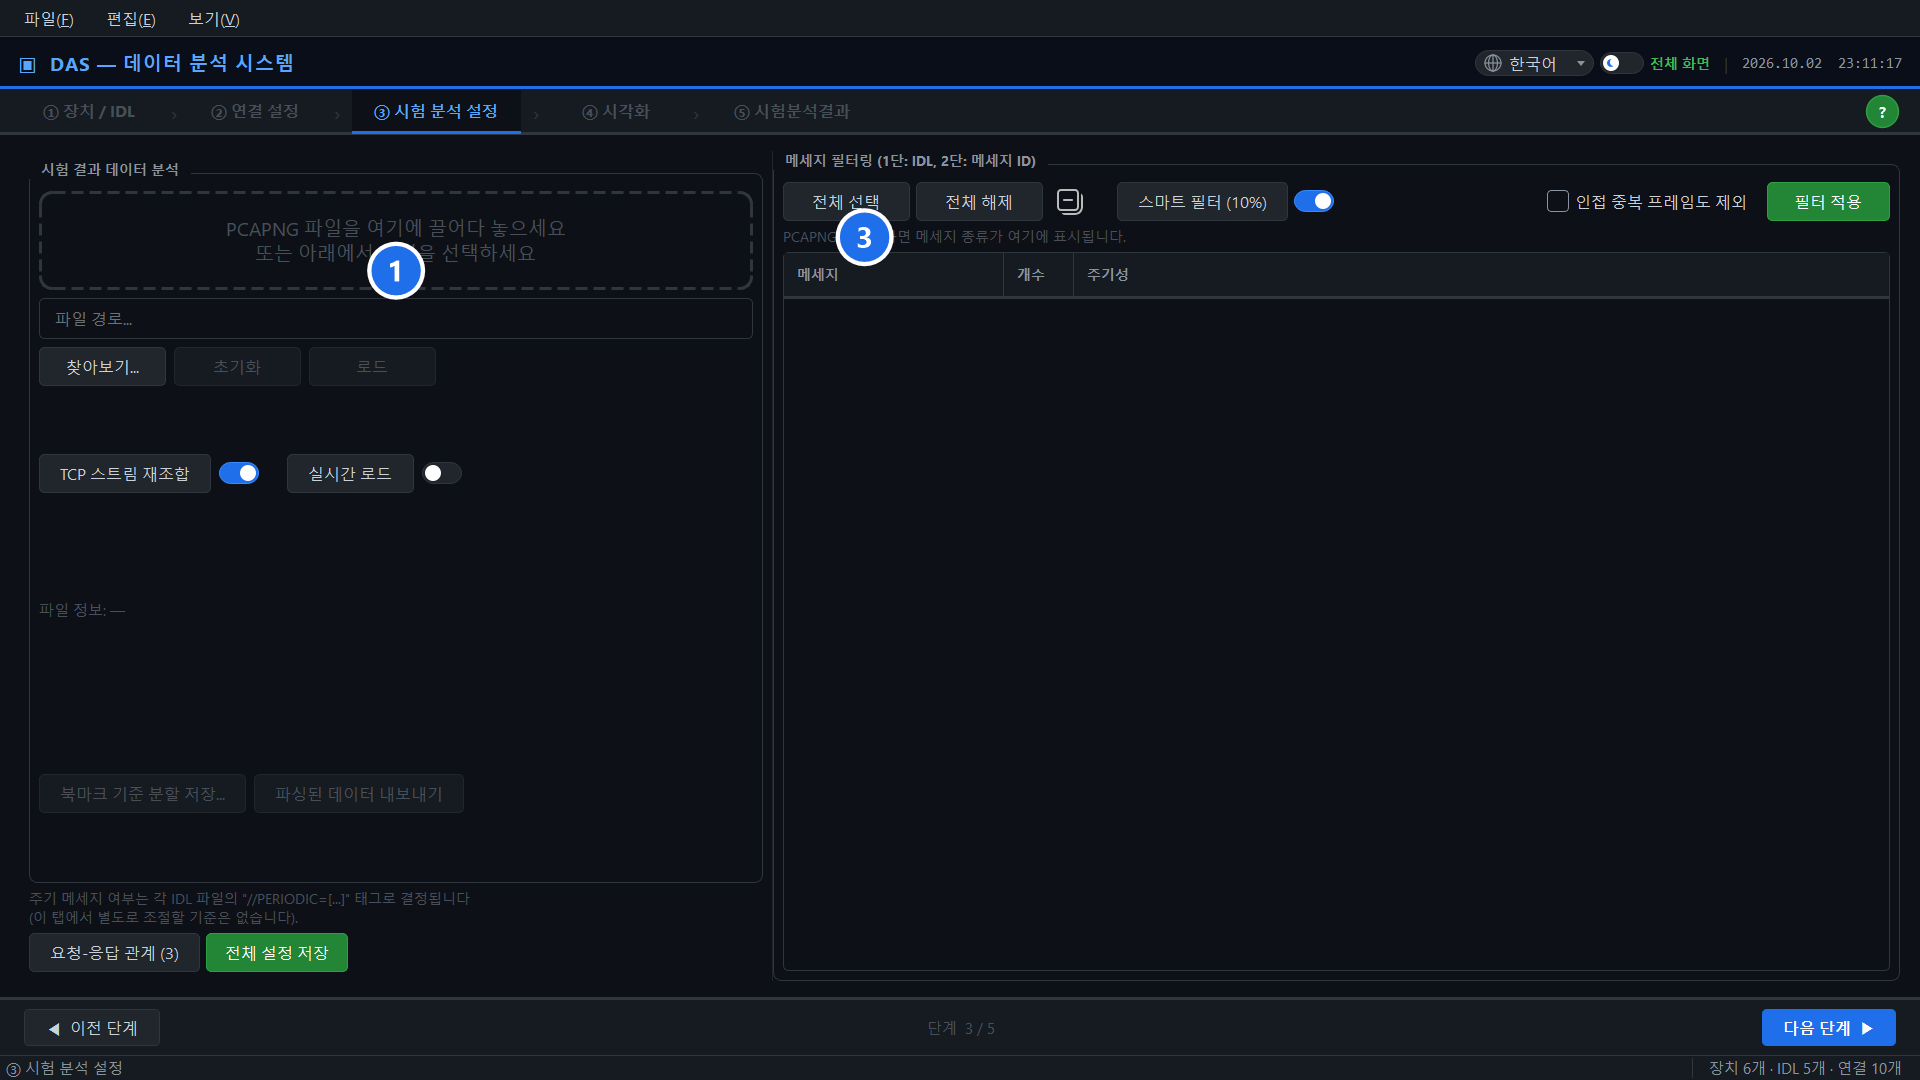 파일(F) 편집(E) 보기(V)
DAS — 데이터 분석 시스템
한국어 전체 화면 | 2026.10.02 23:11:17
① 장치 / IDL › ② 연결 설정 › ③ 시험 분석 설정 › ④ 시각화 › ⑤ 시험분석결과 ?
시험 결과 데이터 분석
PCAPNG 파일을 여기에 끌어다 놓으세요
또는 아래에서 을 선택하세요
1
파일 경로...
찾아보기... 초기화 로드
TCP 스트림 재조합 실시간 로드
파일 정보: —
북마크 기준 분할 저장... 파싱된 데이터 내보내기
주기 메세지 여부는 각 IDL 파일의 "//PERIODIC=[...]" 태그로 결정됩니다
(이 탭에서 별도로 조절할 기준은 없습니다).
요청-응답 관계 (3) 전체 설정 저장
메세지 필터링 (1단: IDL, 2단: 메세지 ID)
전체 선택 전체 해제 스마트 필터 (10%) 인접 중복 프레임도 제외 필터 적용
PCAPNG 면 메세지 종류가 여기에 표시됩니다.
3
메세지 개수 주기성
◀ 이전 단계 단계 3 / 5 다음 단계 ▶
③ 시험 분석 설정 장치 6개 · IDL 5개 · 연결 10개